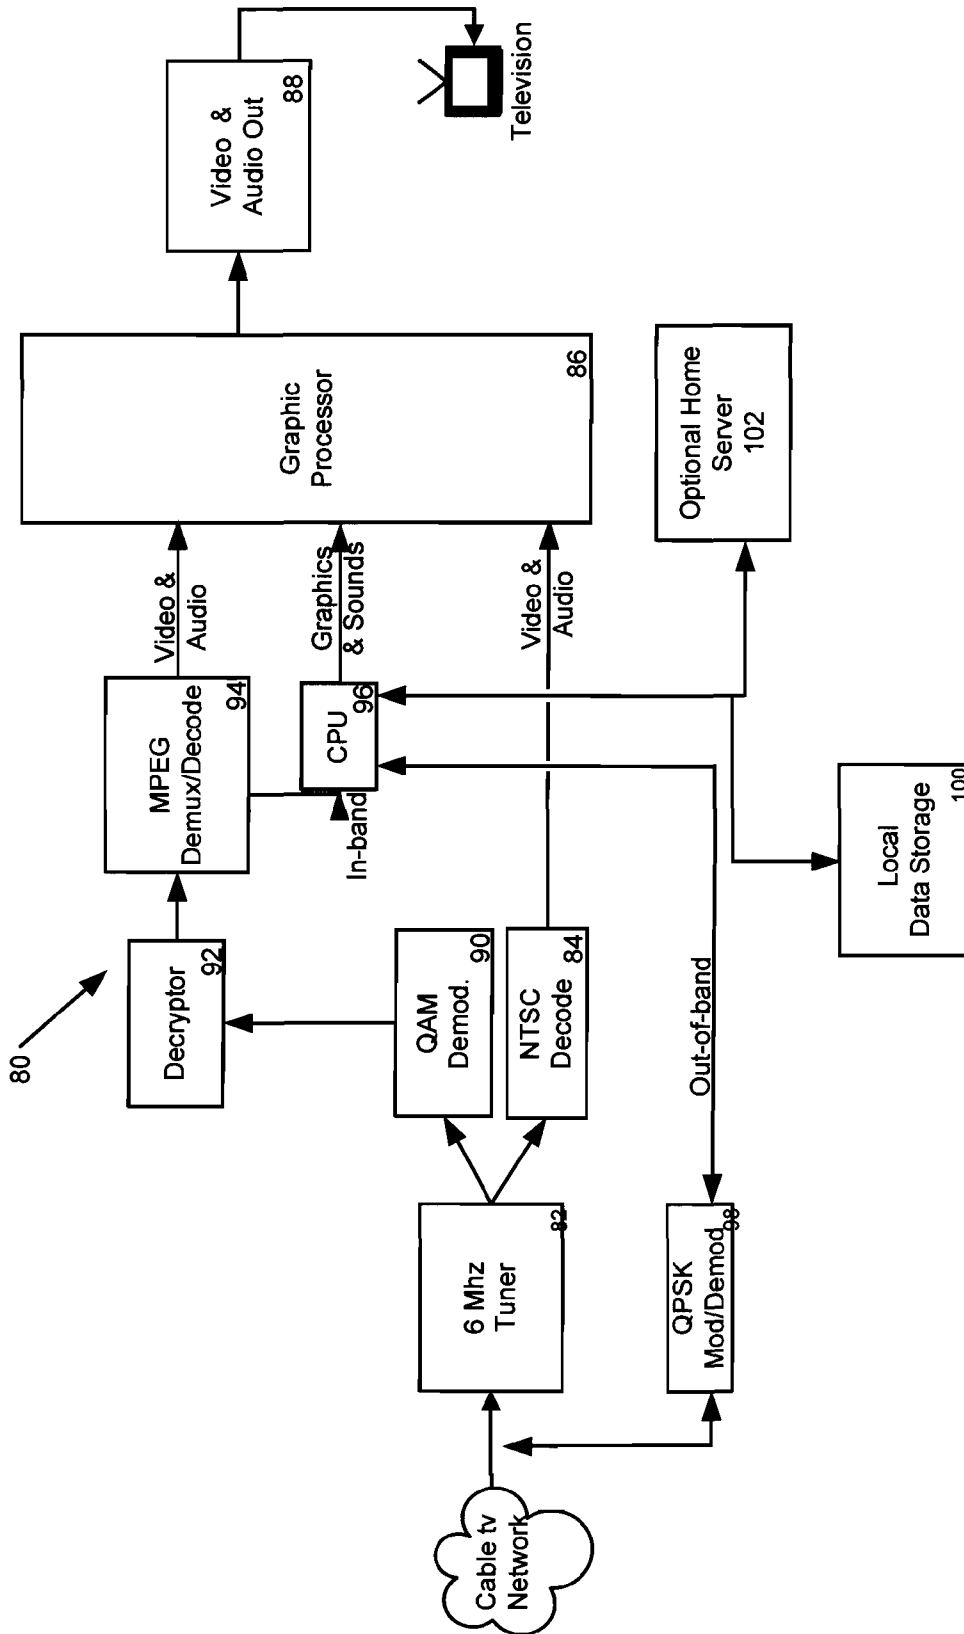 80
Cable tv
Network
6 Mhz
Tuner
82
QPSK
Mod/Demod
98
QAM
Demod.
90
NTSC
Decode
84
Out-of-band
Decryptor
92
MPEG
Demux/Decode
94
In-band
CPU
96
Local
Data Storage
100
Video &
Audio
Graphics
& Sounds
Video &
Audio
Graphic
Processor
86
Optional Home
Server
102
Video &
Audio Out
88
Television